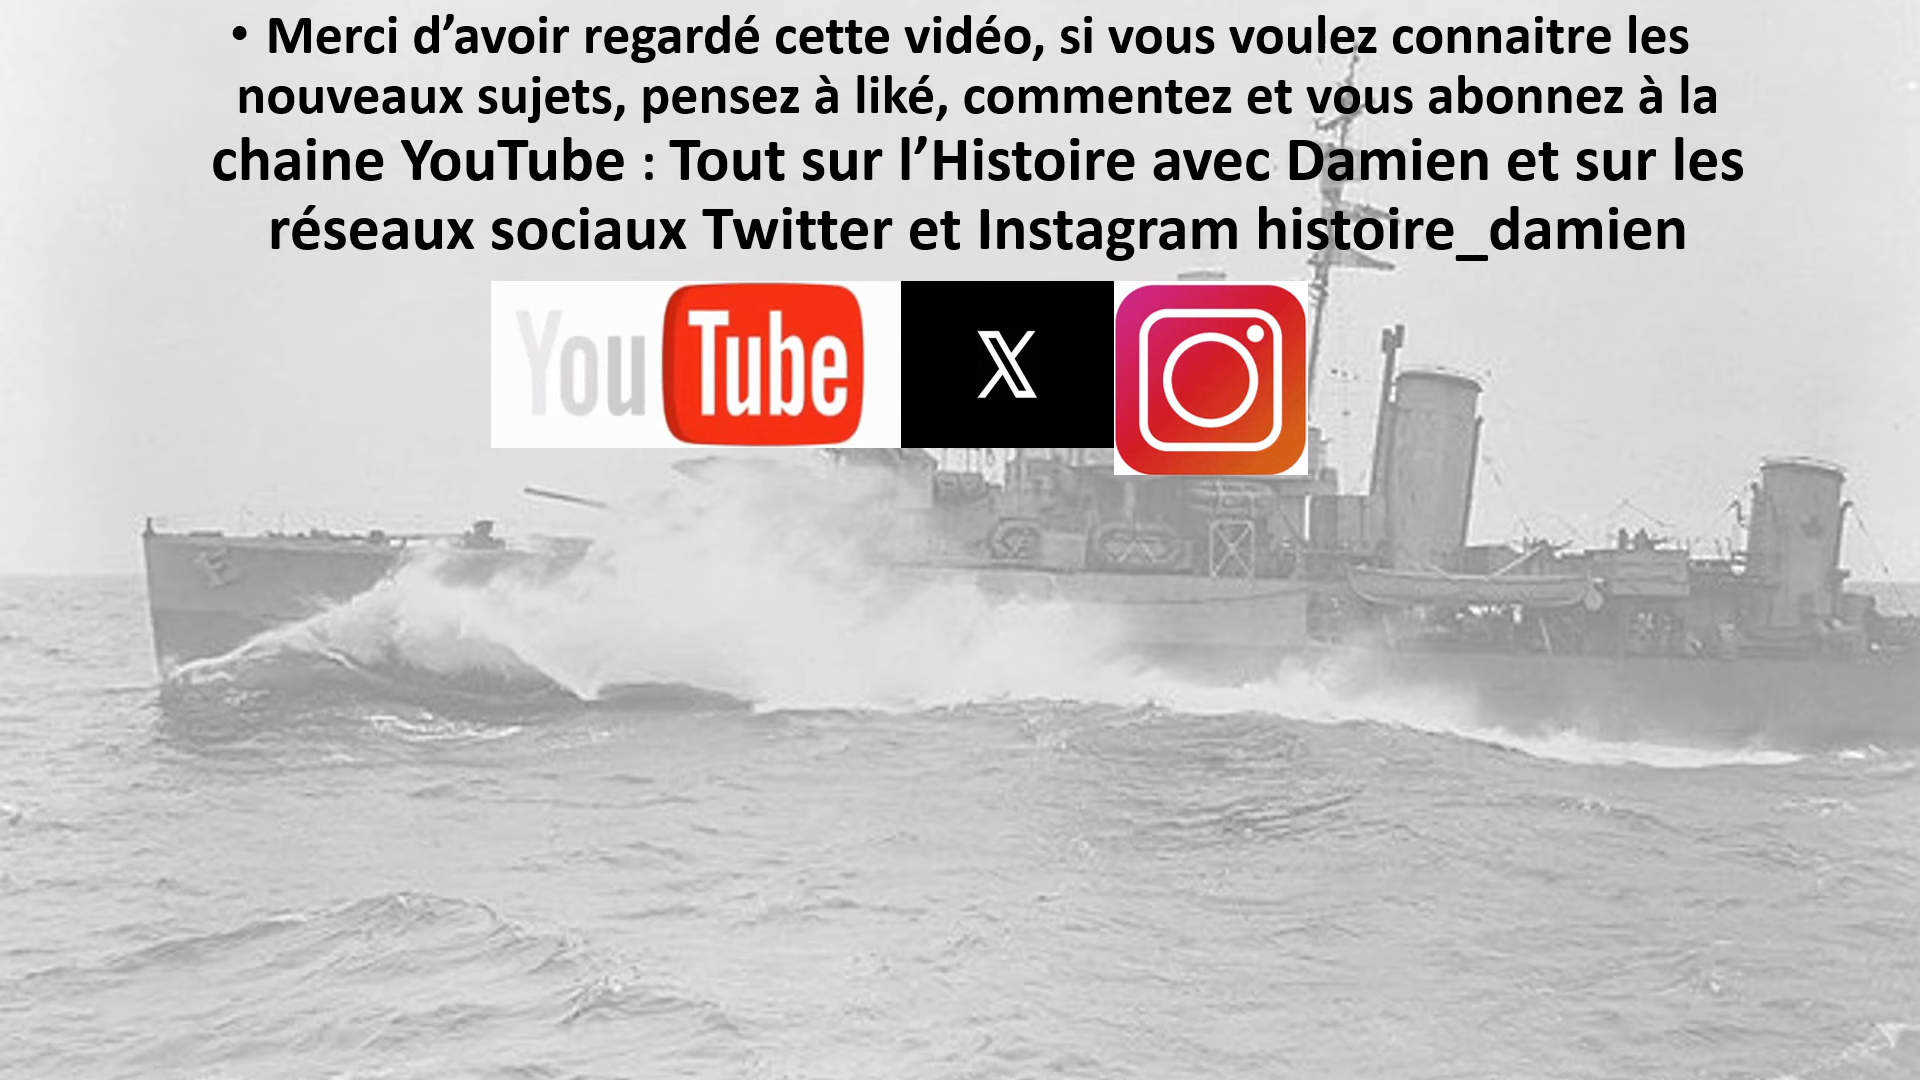 • Merci d’avoir regardé cette vidéo, si vous voulez connaitre les
nouveaux sujets, pensez à liké, commentez et vous abonnez à la
chaine YouTube : Tout sur l’Histoire avec Damien et sur les
réseaux sociaux Twitter et Instagram histoire_damien
YouTube
X